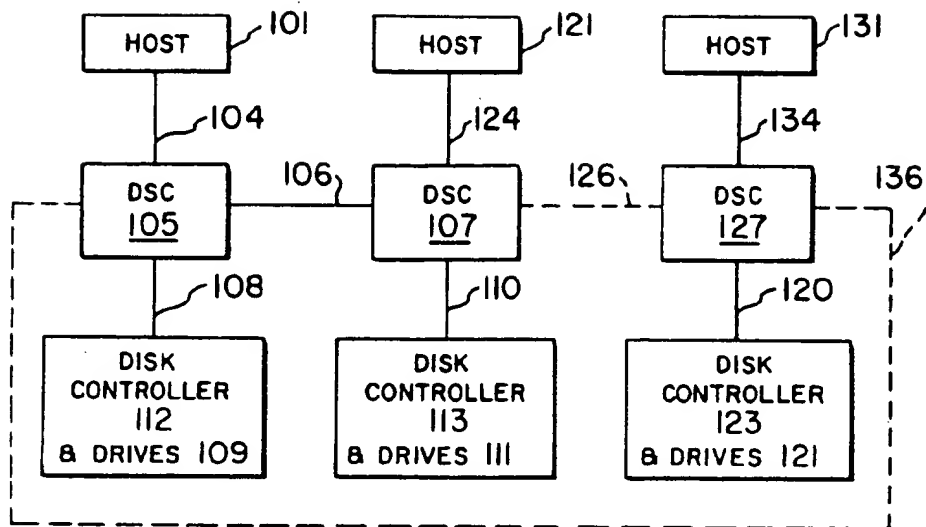 HOST 101
HOST 121
HOST 131
104
124
134
DSC 105
106
DSC 107
126
DSC 127
136
108
110
120
DISK CONTROLLER 112 & DRIVES 109
DISK CONTROLLER 113 & DRIVES 111
DISK CONTROLLER 123 & DRIVES 121